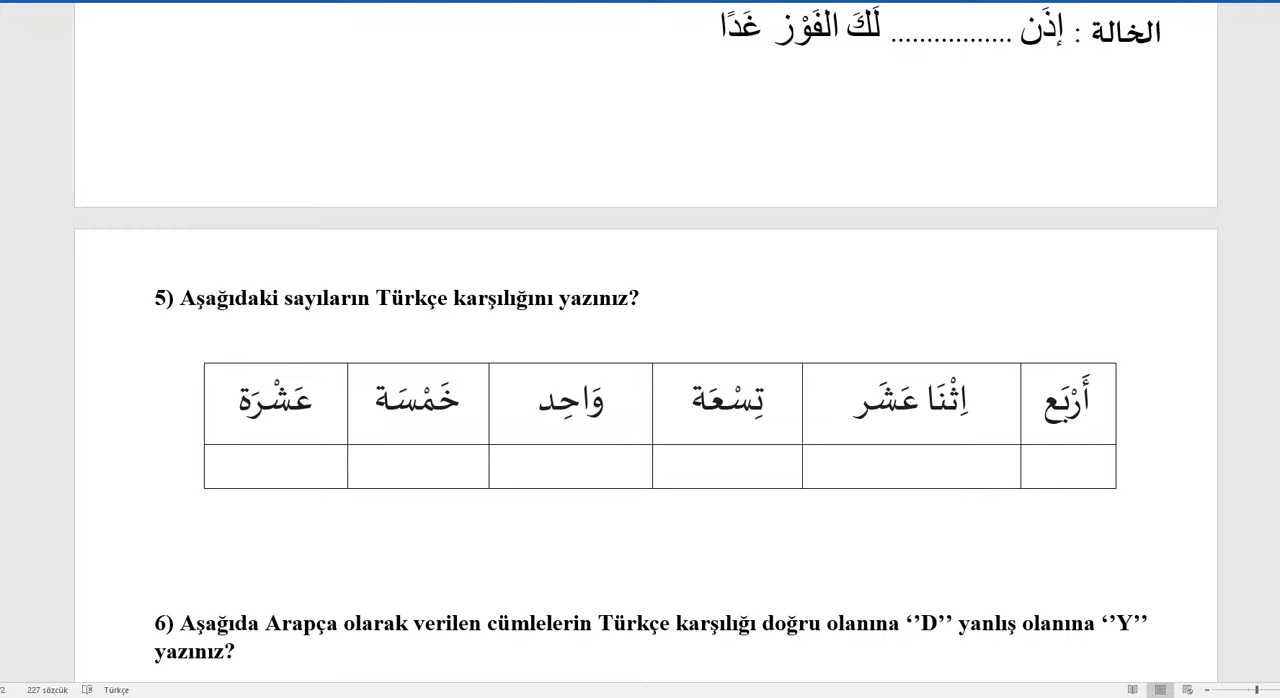 الخالة : إِذَن ................. لَكَ الفَوْز غَدًا
5) Aşağıdaki sayıların Türkçe karşılığını yazınız?
أَرْبَع اِثْنَا عَشَر تِسْعَة وَاحِد خَمْسَة عَشْرَة
6) Aşağıda Arapça olarak verilen cümlelerin Türkçe karşılığı doğru olanına ‘’D’’ yanlış olanına ‘’Y’’
yazınız?
/2 227 sözcük Türkçe